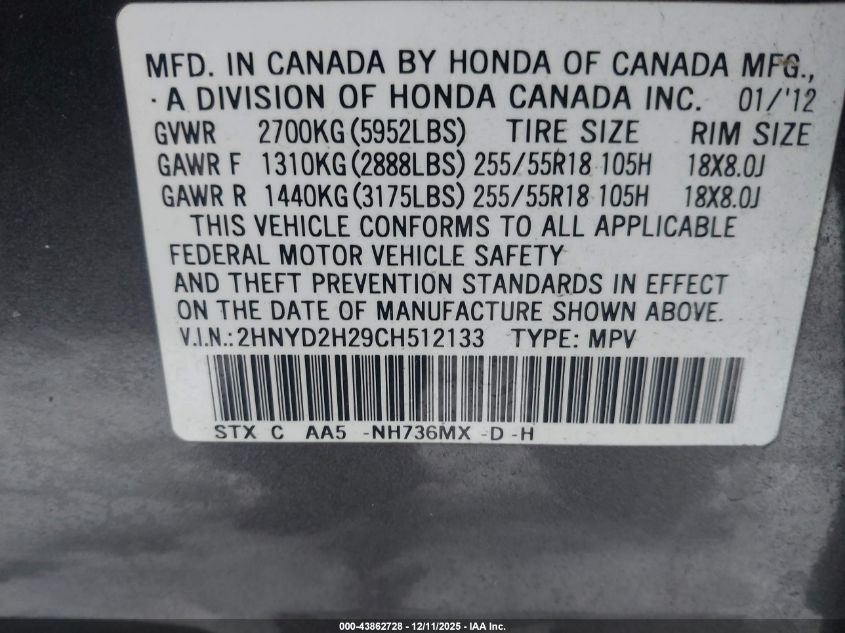 MFD. IN CANADA BY HONDA OF CANADA MFG.,
A DIVISION OF HONDA CANADA INC. 01/'12
GVWR 2700KG (5952LBS) TIRE SIZE RIM SIZE
GAWR F 1310KG (2888LBS) 255/55R18 105H 18X8.0J
GAWR R 1440KG (3175LBS) 255/55R18 105H 18X8.0J
THIS VEHICLE CONFORMS TO ALL APPLICABLE
FEDERAL MOTOR VEHICLE SAFETY
AND THEFT PREVENTION STANDARDS IN EFFECT
ON THE DATE OF MANUFACTURE SHOWN ABOVE.
V.I.N.:2HNYD2H29CH512133 TYPE: MPV
STX C AA5 -NH736MX -D -H
000-43862728 - 12/11/2025 - IAA Inc.